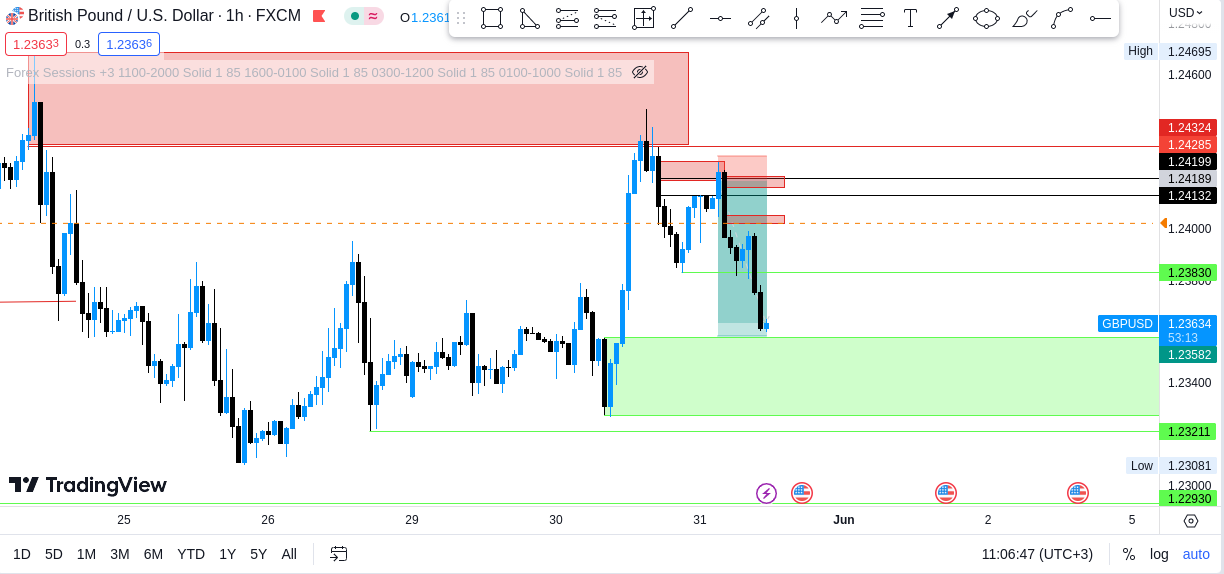 British Pound / U.S. Dollar · 1h · FXCM
O1.2361
USD
1.23633
0.3
1.23636
High 1.24695
Forex Sessions +3 1100-2000 Solid 1 85 1600-0100 Solid 1 85 0300-1200 Solid 1 85 0100-1000 Solid 1 85
1.24600
1.24324
1.24285
1.24199
1.24189
1.24132
1.24000
1.23830
1.23800
GBPUSD 1.23634
53:13
1.23582
1.23400
1.23211
Low 1.23081
TradingView
1.23000
1.22930
25 26 29 30 31 Jun 2 5
1D 5D 1M 3M 6M YTD 1Y 5Y All 11:06:47 (UTC+3) % log auto